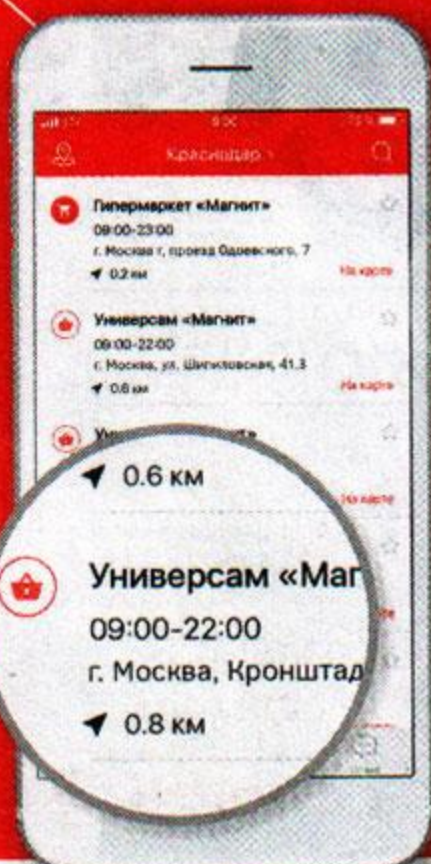 Краснодар
Гипермаркет «Магнит»
09:00-23:00
г. Москва г, проезд Одоевского, 7
0.2 км
На карте
Универсам «Магнит»
09:00-22:00
г. Москва, ул. Шипиловская, 41.3
0.6 км
На карте
На карте
0.6 км
Универсам «Маг
09:00-22:00
г. Москва, Кронштад
0.8 км